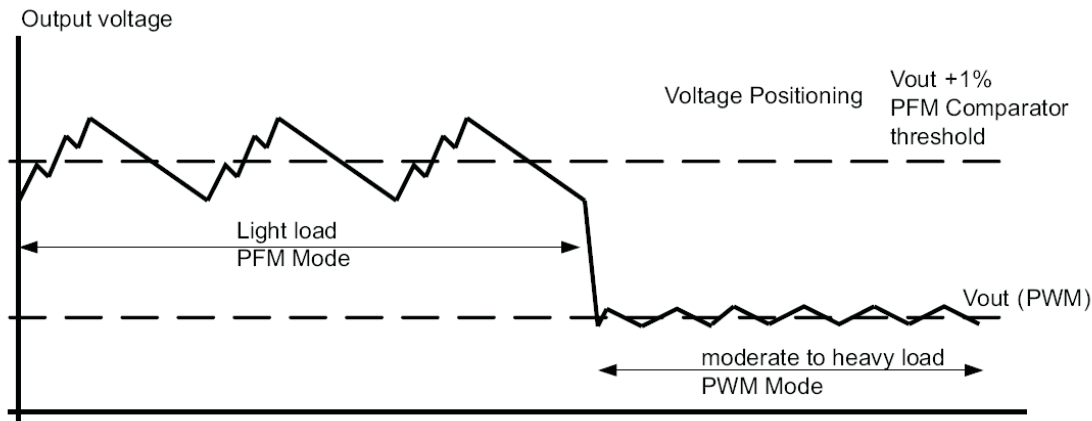 Output voltage
Voltage Positioning
Vout +1%
PFM Comparator
threshold
Light load
PFM Mode
Vout (PWM)
moderate to heavy load
PWM Mode